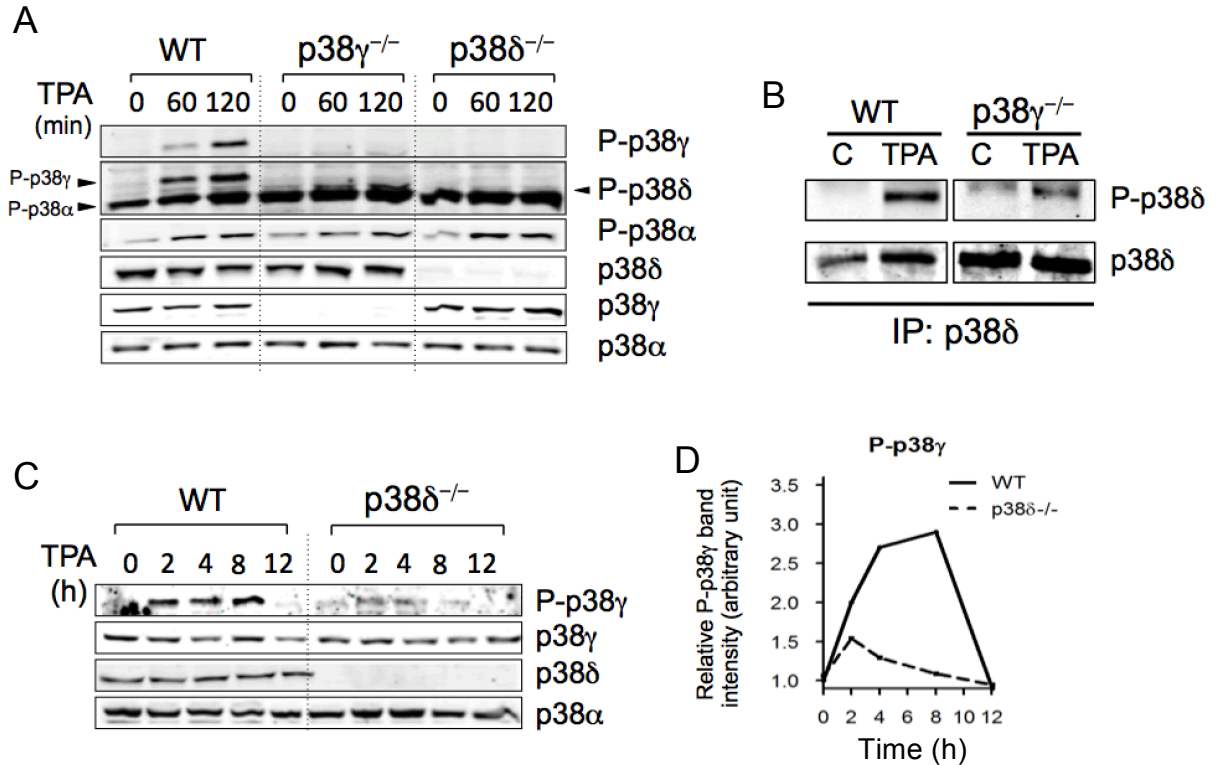 A
WT p38γ–/– p38δ–/–
TPA (min) 0 60 120 0 60 120 0 60 120
P-p38γ
P-p38γ
P-p38α
P-p38δ
P-p38α
p38δ
p38γ
p38α
B
WT p38γ–/–
C TPA C TPA
P-p38δ
p38δ
IP: p38δ
C
WT p38δ–/–
TPA (h) 0 2 4 8 12 0 2 4 8 12
P-p38γ
p38γ
p38δ
p38α
D
P-p38γ
WT
p38δ-/-
Relative P-p38γ band
intensity (arbitrary unit)
3.5
3.0
2.5
2.0
1.5
1.0
0 2 4 6 8 10 12
Time (h)